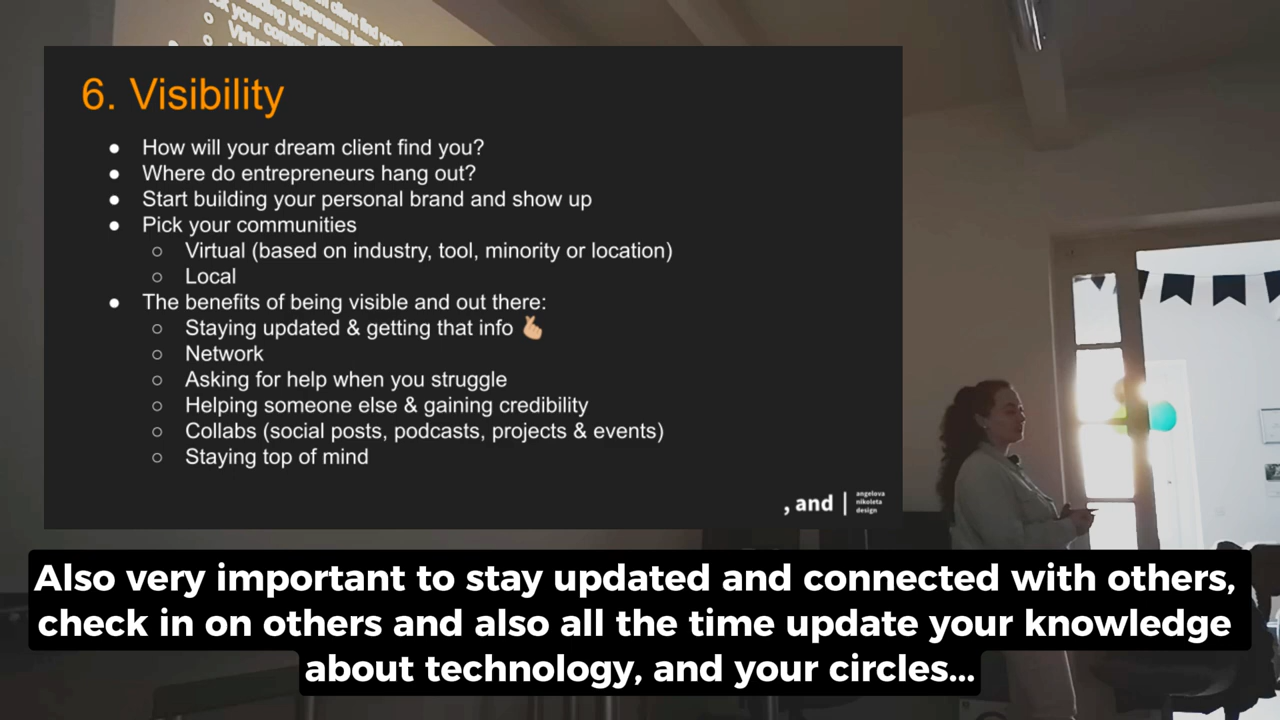 6. Visibility
● How will your dream client find you?
● Where do entrepreneurs hang out?
● Start building your personal brand and show up
● Pick your communities
○ Virtual (based on industry, tool, minority or location)
○ Local
● The benefits of being visible and out there:
○ Staying updated & getting that info 🫰🏼
○ Network
○ Asking for help when you struggle
○ Helping someone else & gaining credibility
○ Collabs (social posts, podcasts, projects & events)
○ Staying top of mind
, and |
angelova
nikoleta
design
Also very important to stay updated and connected with others,
check in on others and also all the time update your knowledge
about technology, and your circles...